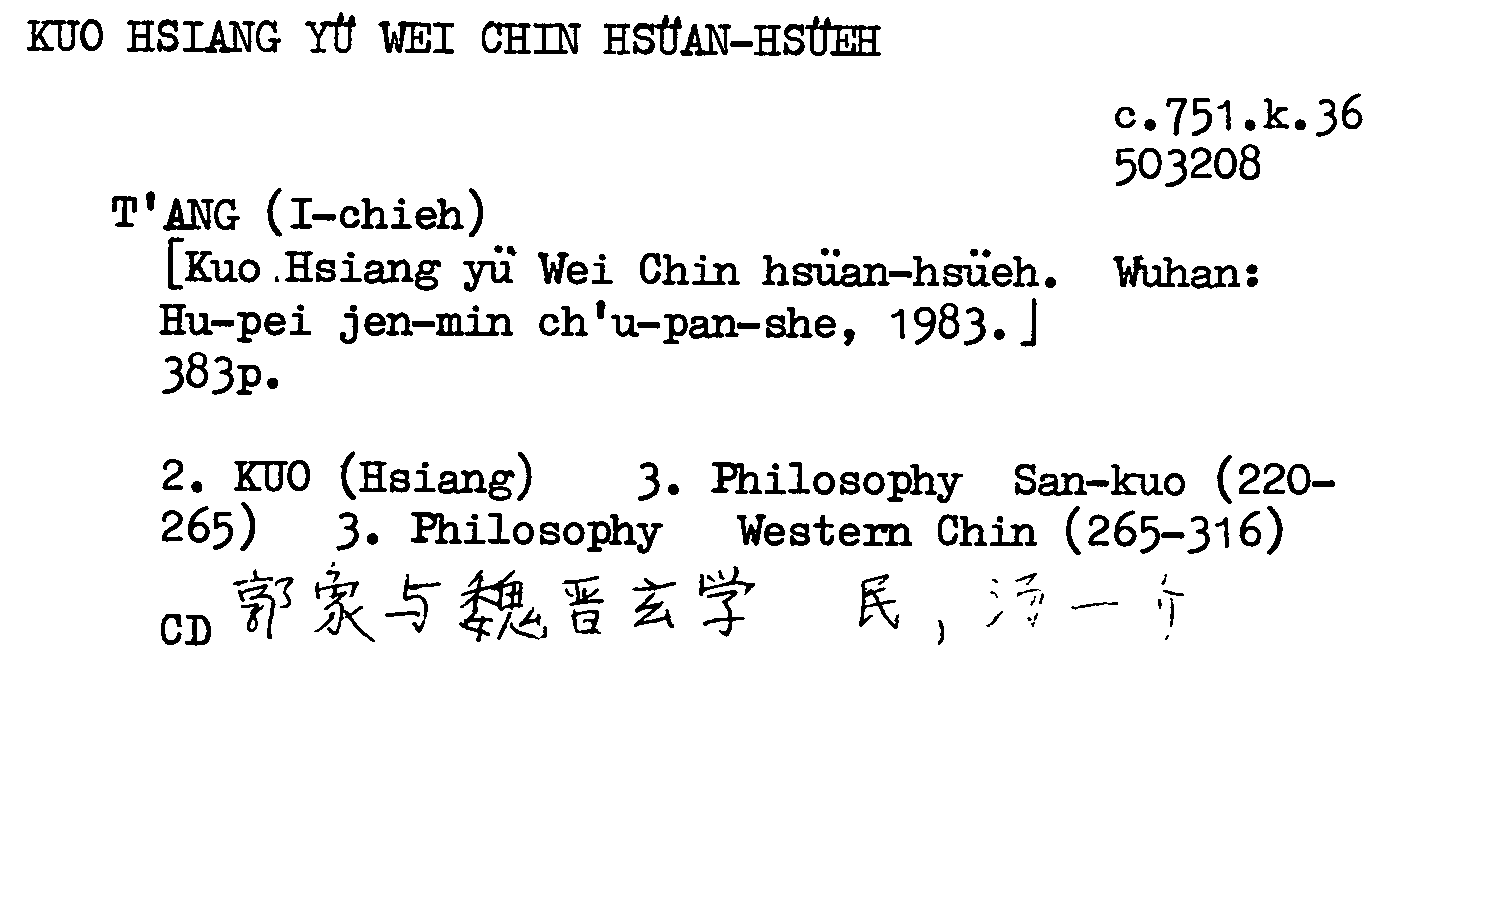 KUO HSIANG YÜ WEI CHIN HSÜAN-HSÜEH
c.751.k.36
503208
T'ANG (I-chieh)
[Kuo Hsiang yü Wei Chin hsüan-hsüeh. Wuhan:
Hu-pei jen-min ch'u-pan-she, 1983.]
383p.
2. KUO (Hsiang) 3. Philosophy San-kuo (220-
265) 3. Philosophy Western Chin (265-316)
CD 郭象与魏晋玄学 民, 汤一介